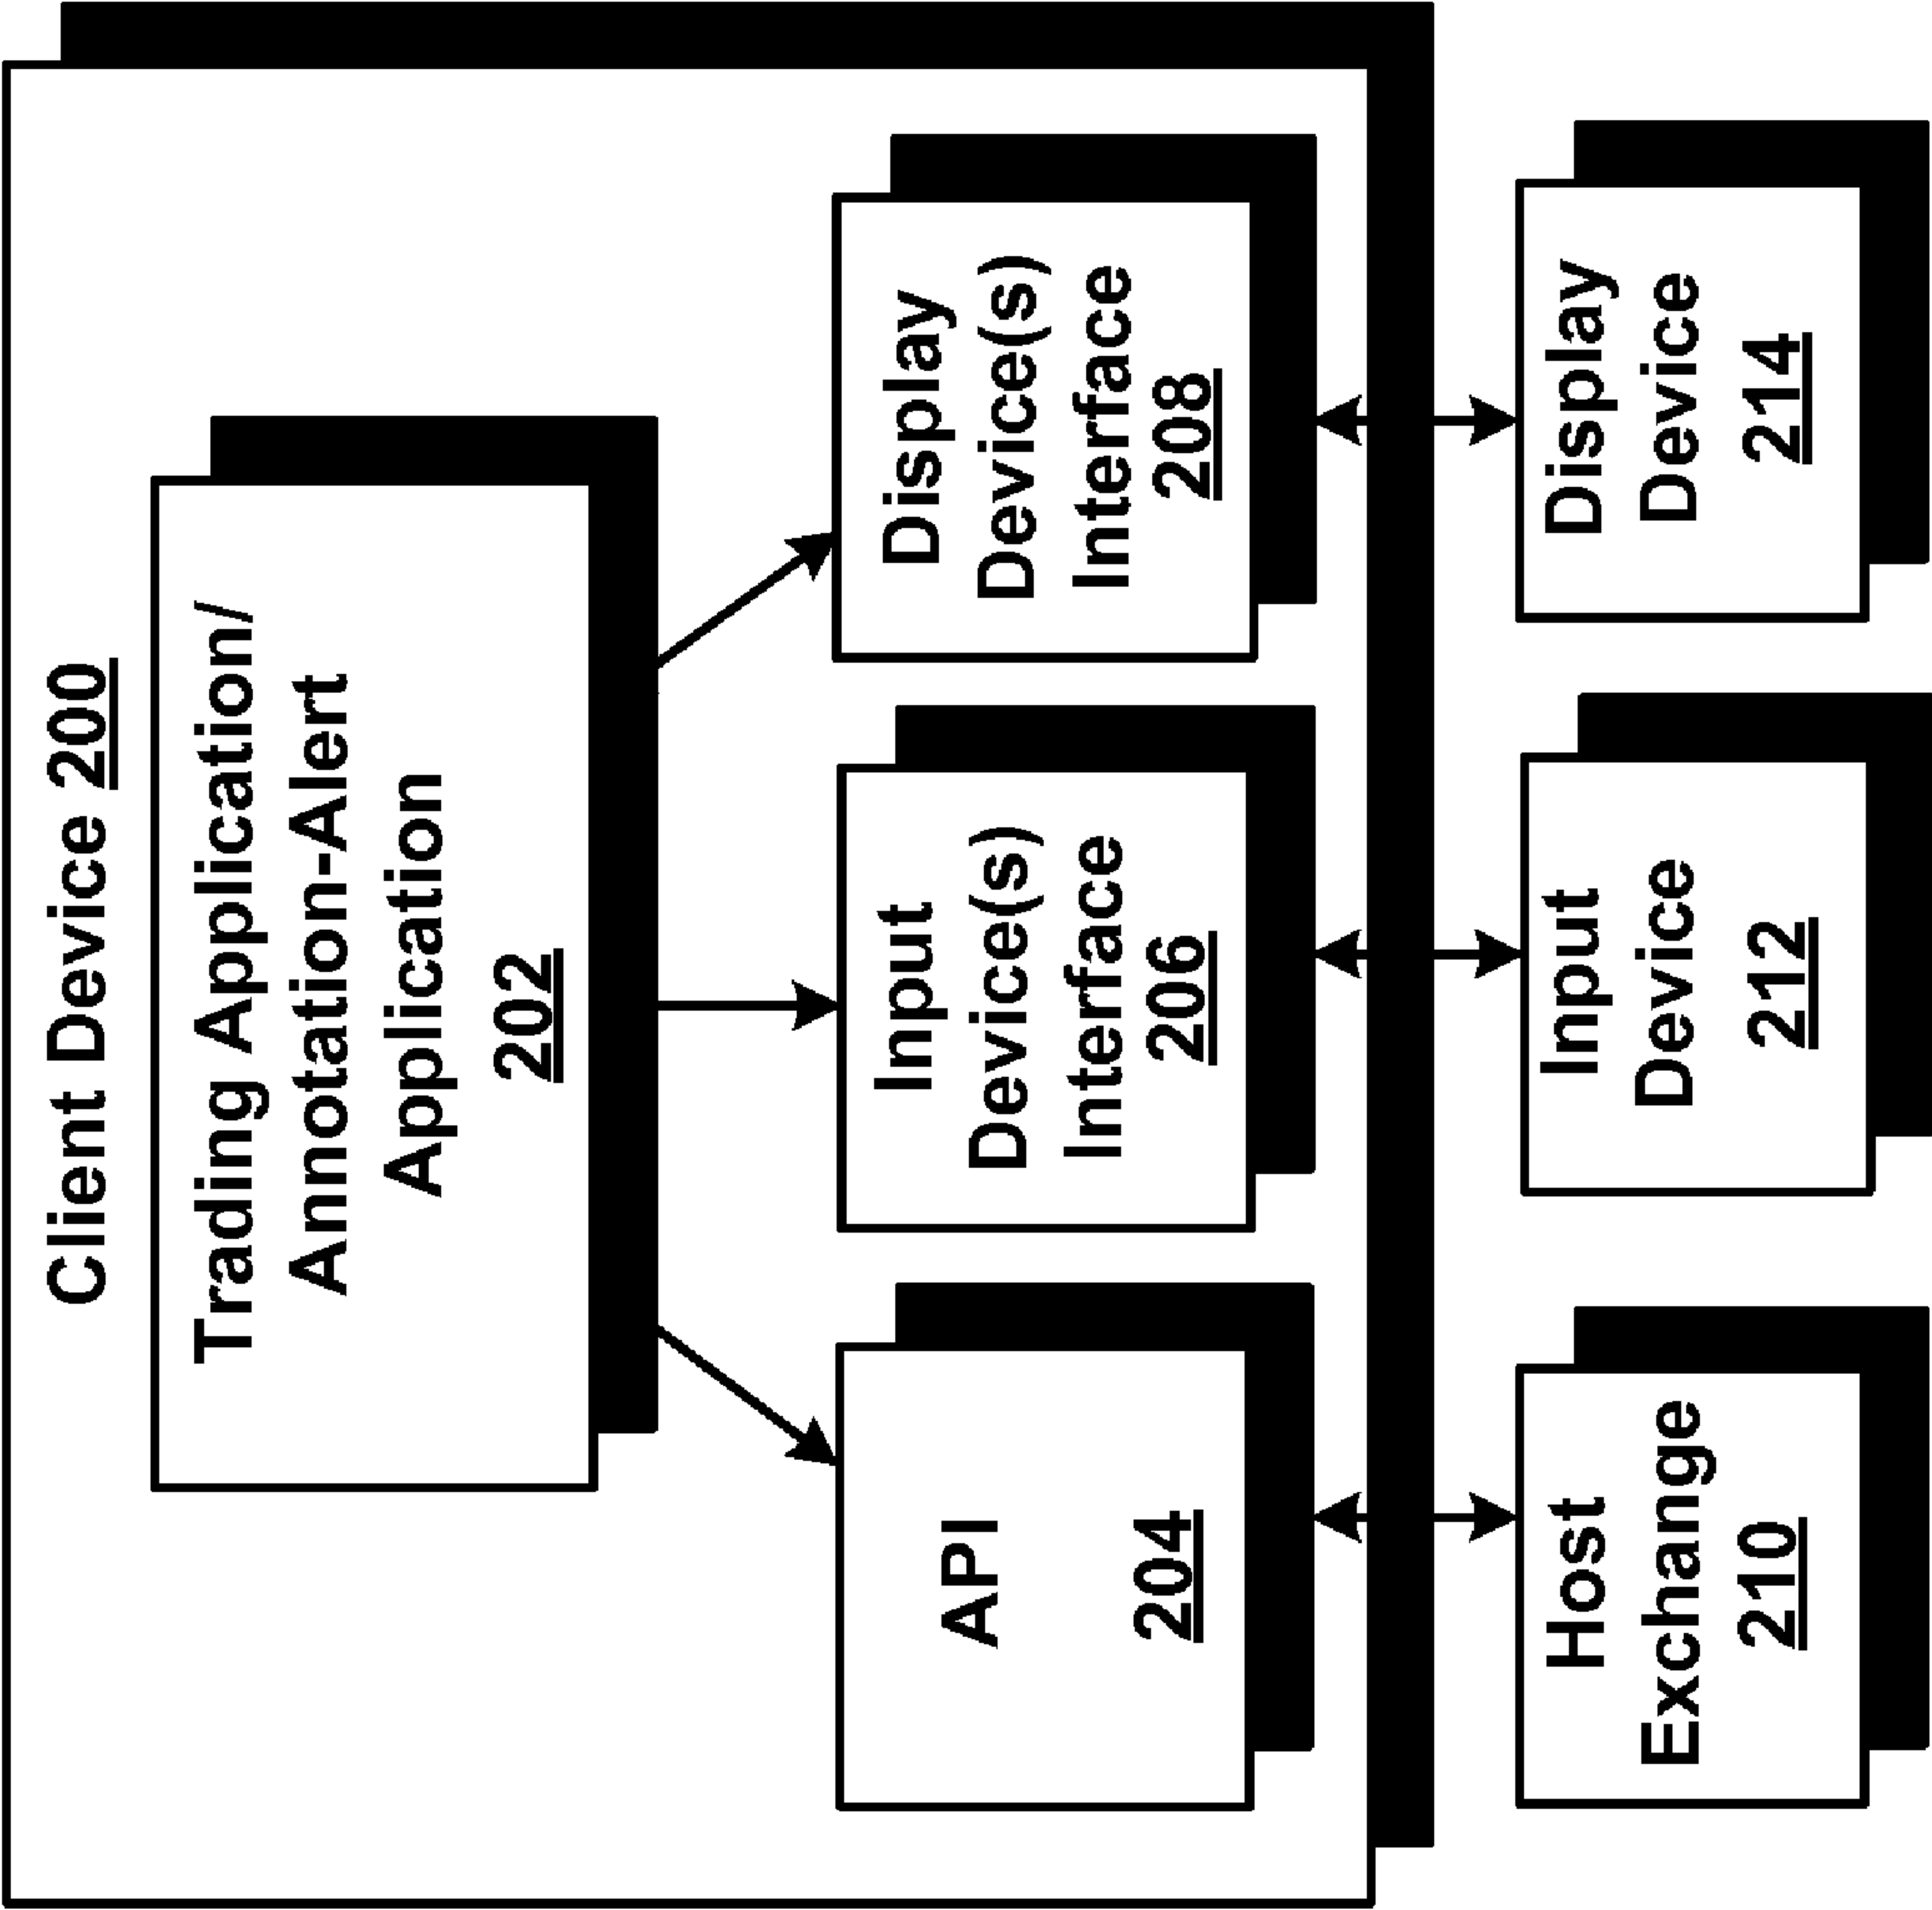 Client Device 200
Trading Application/
Annotation-Alert
Application
202
API
204
Input
Device(s)
Interface
206
Display
Device(s)
Interface
208
Host
Exchange
210
Input
Device
212
Display
Device
214